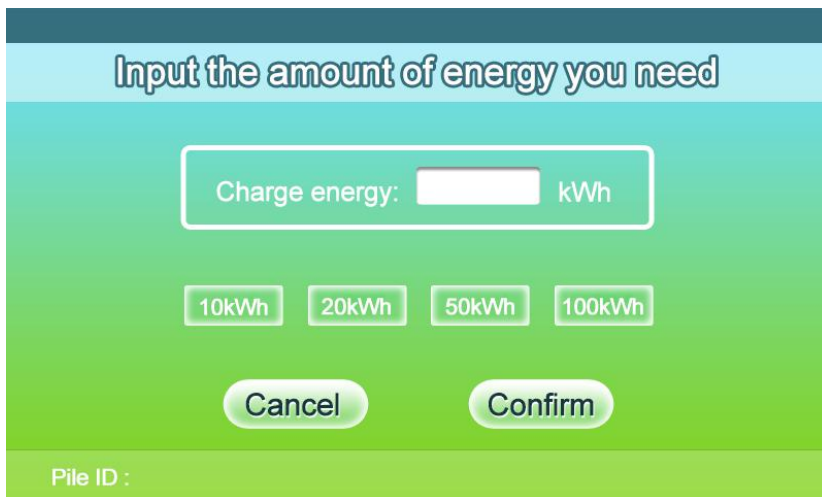 Input the amount of energy you need
Charge energy: kWh
10kWh 20kWh 50kWh 100kWh
Cancel Confirm
Pile ID :